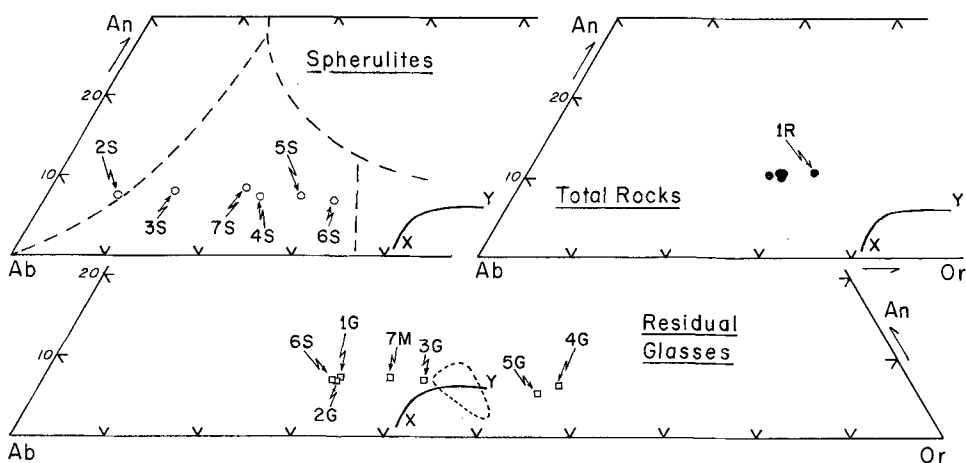 An
Spherulites
20
10
2S
3S
7S
4S
5S
6S
X
Y
Ab
An
20
10
1R
Total Rocks
X
Y
Ab
Or
20
10
6S
1G
2G
7M
3G
X
Y
5G
4G
Residual
Glasses
An
Ab
Or